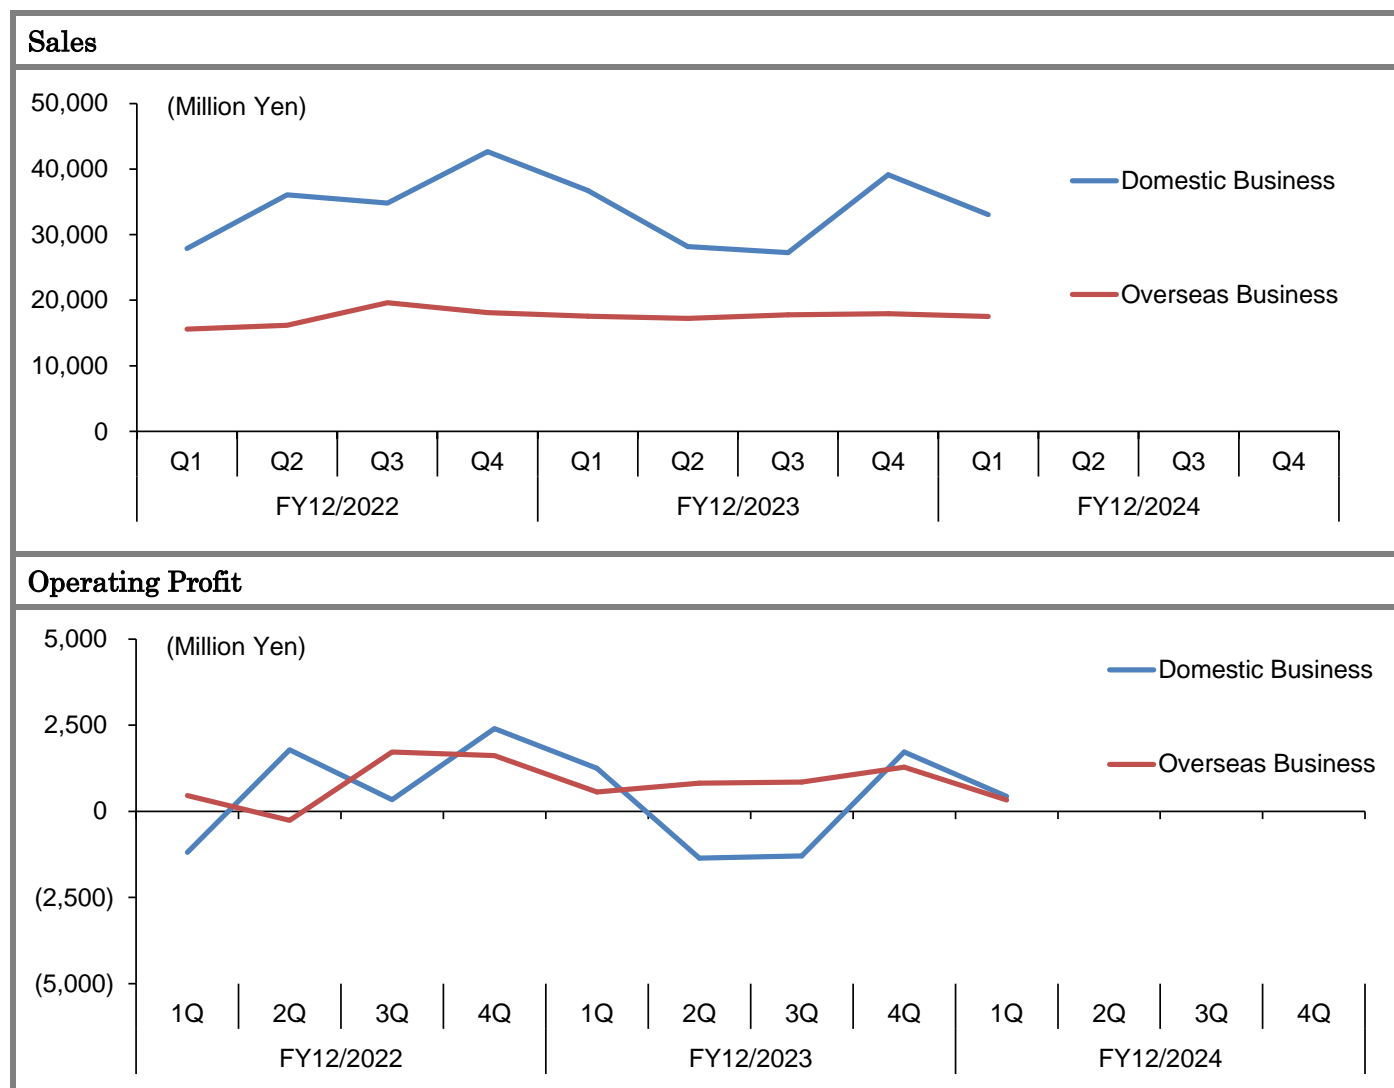 Sales
(Million Yen)
50,000
40,000
30,000
20,000
10,000
0
Domestic Business
Overseas Business
Q1 Q2 Q3 Q4 Q1 Q2 Q3 Q4 Q1 Q2 Q3 Q4
FY12/2022 FY12/2023 FY12/2024
Operating Profit
(Million Yen)
5,000
2,500
0
(2,500)
(5,000)
Domestic Business
Overseas Business
1Q 2Q 3Q 4Q 1Q 2Q 3Q 4Q 1Q 2Q 3Q 4Q
FY12/2022 FY12/2023 FY12/2024